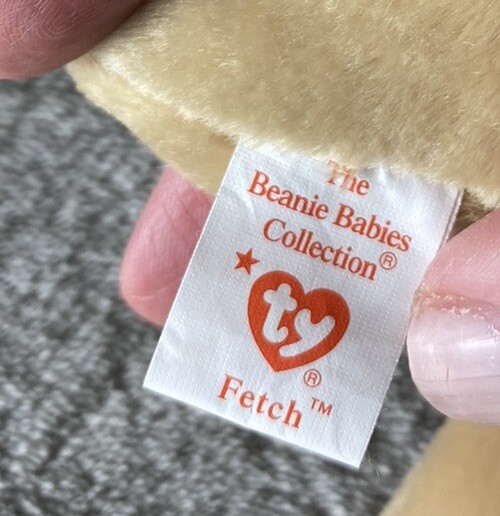 The
Beanie Babies
Collection®
ty®
Fetch™